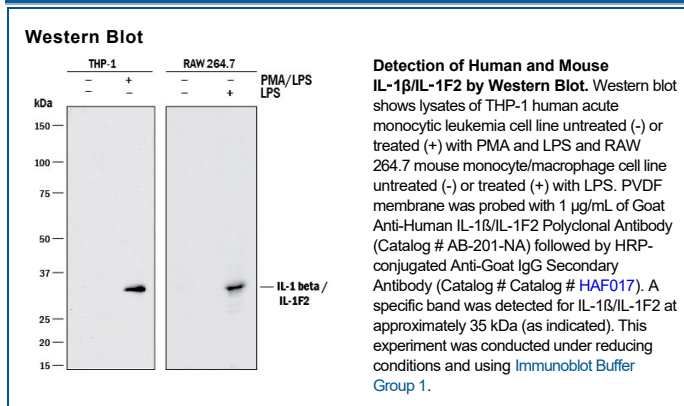 Western Blot
THP-1 RAW 264.7
– + – – PMA/LPS
– – – + LPS
kDa
150
100
75
50
37
25
20
15
IL-1 beta /
IL-1F2
Detection of Human and Mouse
IL-1ß/IL-1F2 by Western Blot. Western blot
shows lysates of THP-1 human acute
monocytic leukemia cell line untreated (-) or
treated (+) with PMA and LPS and RAW
264.7 mouse monocyte/macrophage cell line
untreated (-) or treated (+) with LPS. PVDF
membrane was probed with 1 µg/mL of Goat
Anti-Human IL-1ß/IL-1F2 Polyclonal Antibody
(Catalog # AB-201-NA) followed by HRP-
conjugated Anti-Goat IgG Secondary
Antibody (Catalog # Catalog # HAF017). A
specific band was detected for IL-1ß/IL-1F2 at
approximately 35 kDa (as indicated). This
experiment was conducted under reducing
conditions and using Immunoblot Buffer
Group 1.